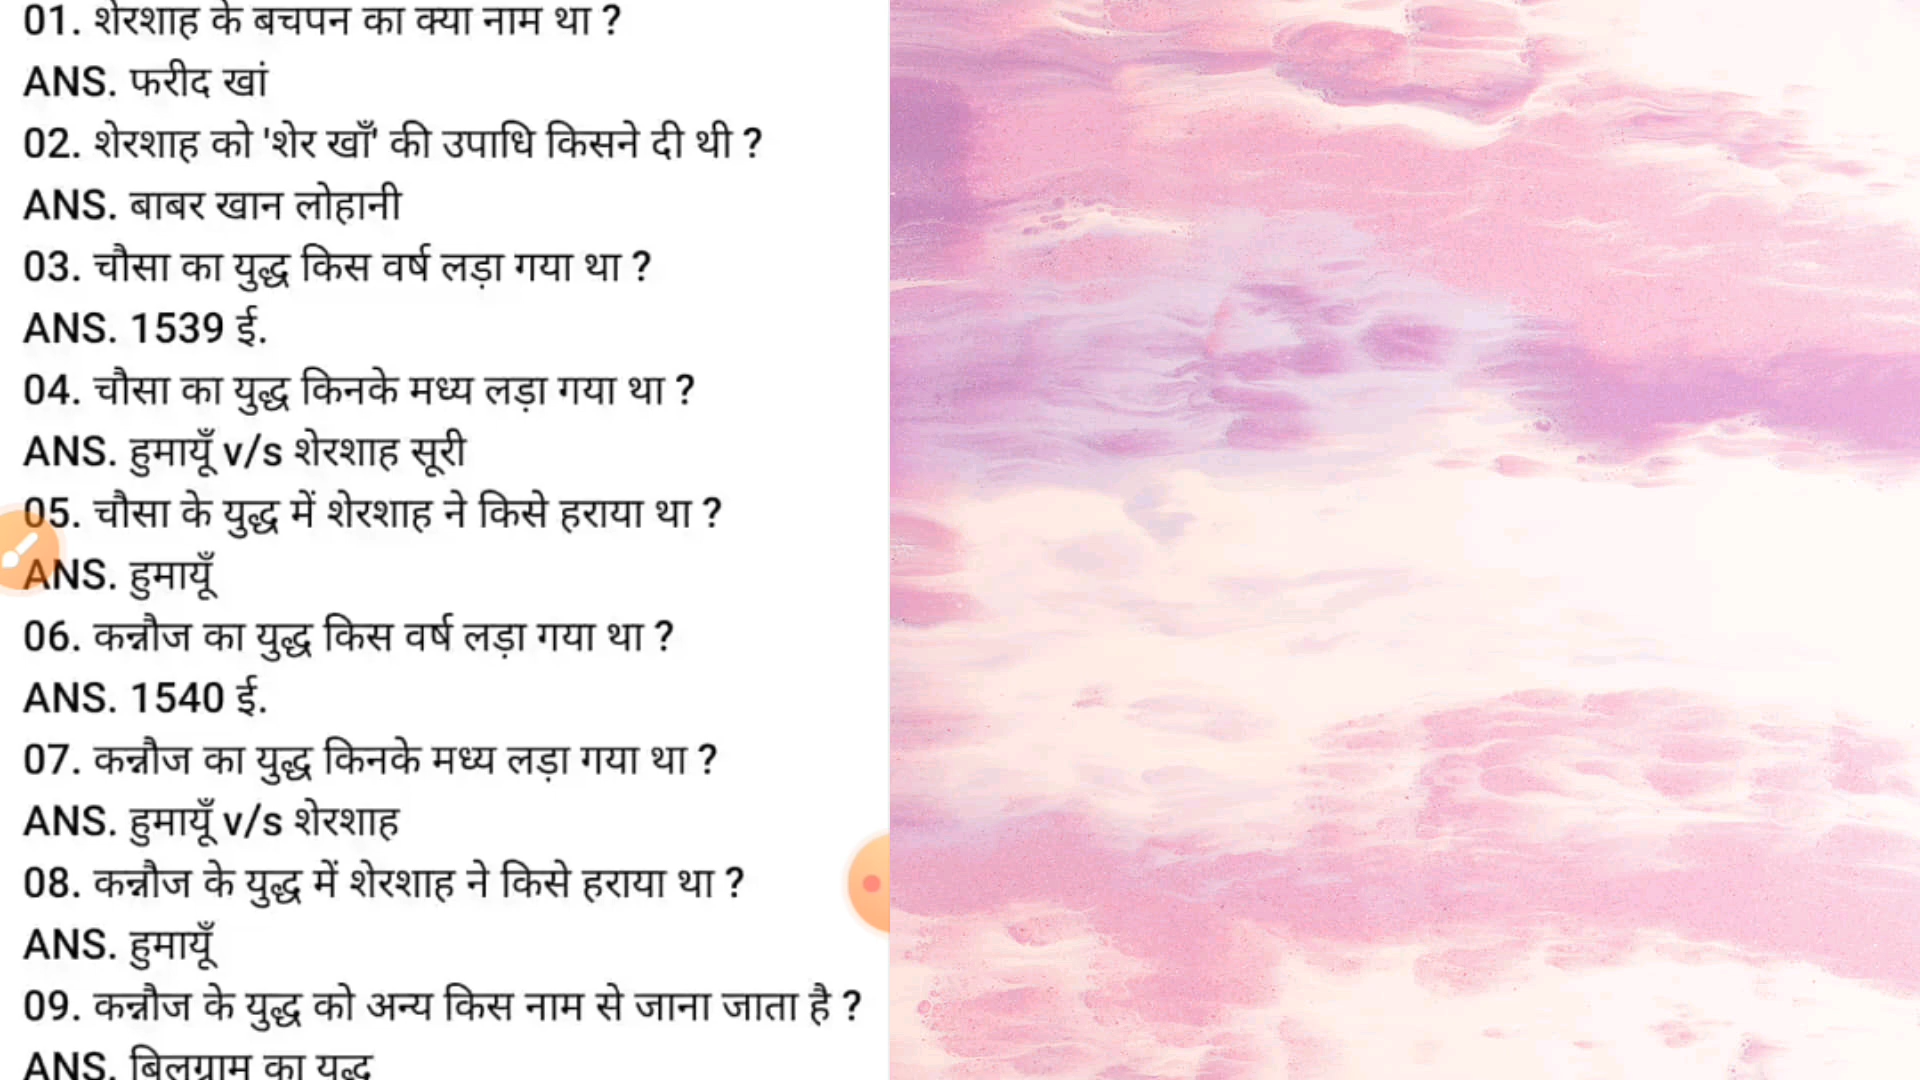 01. शेरशाह के बचपन का क्या नाम था ?
ANS. फरीद खां
02. शेरशाह को 'शेर खाँ' की उपाधि किसने दी थी ?
ANS. बाबर खान लोहानी
03. चौसा का युद्ध किस वर्ष लड़ा गया था ?
ANS. 1539 ई.
04. चौसा का युद्ध किनके मध्य लड़ा गया था ?
ANS. हुमायूँ v/s शेरशाह सूरी
05. चौसा के युद्ध में शेरशाह ने किसे हराया था ?
ANS. हुमायूँ
06. कन्नौज का युद्ध किस वर्ष लड़ा गया था ?
ANS. 1540 ई.
07. कन्नौज का युद्ध किनके मध्य लड़ा गया था ?
ANS. हुमायूँ v/s शेरशाह
08. कन्नौज के युद्ध में शेरशाह ने किसे हराया था ?
ANS. हुमायूँ
09. कन्नौज के युद्ध को अन्य किस नाम से जाना जाता है ?
ANS. बिलग्राम का युद्ध